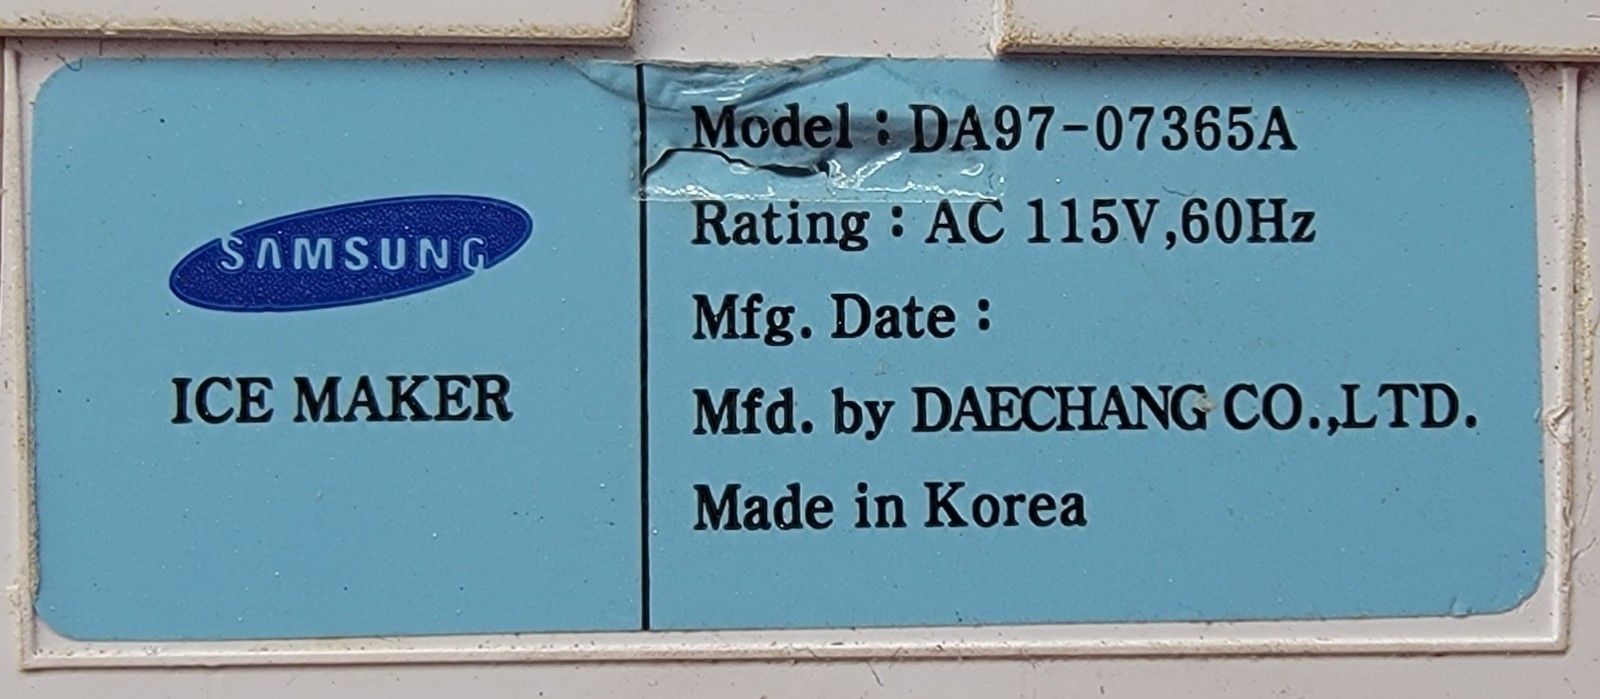 SAMSUNG
ICE MAKER
Model : DA97-07365A
Rating : AC 115V,60Hz
Mfg. Date :
Mfd. by DAECHANG CO.,LTD.
Made in Korea